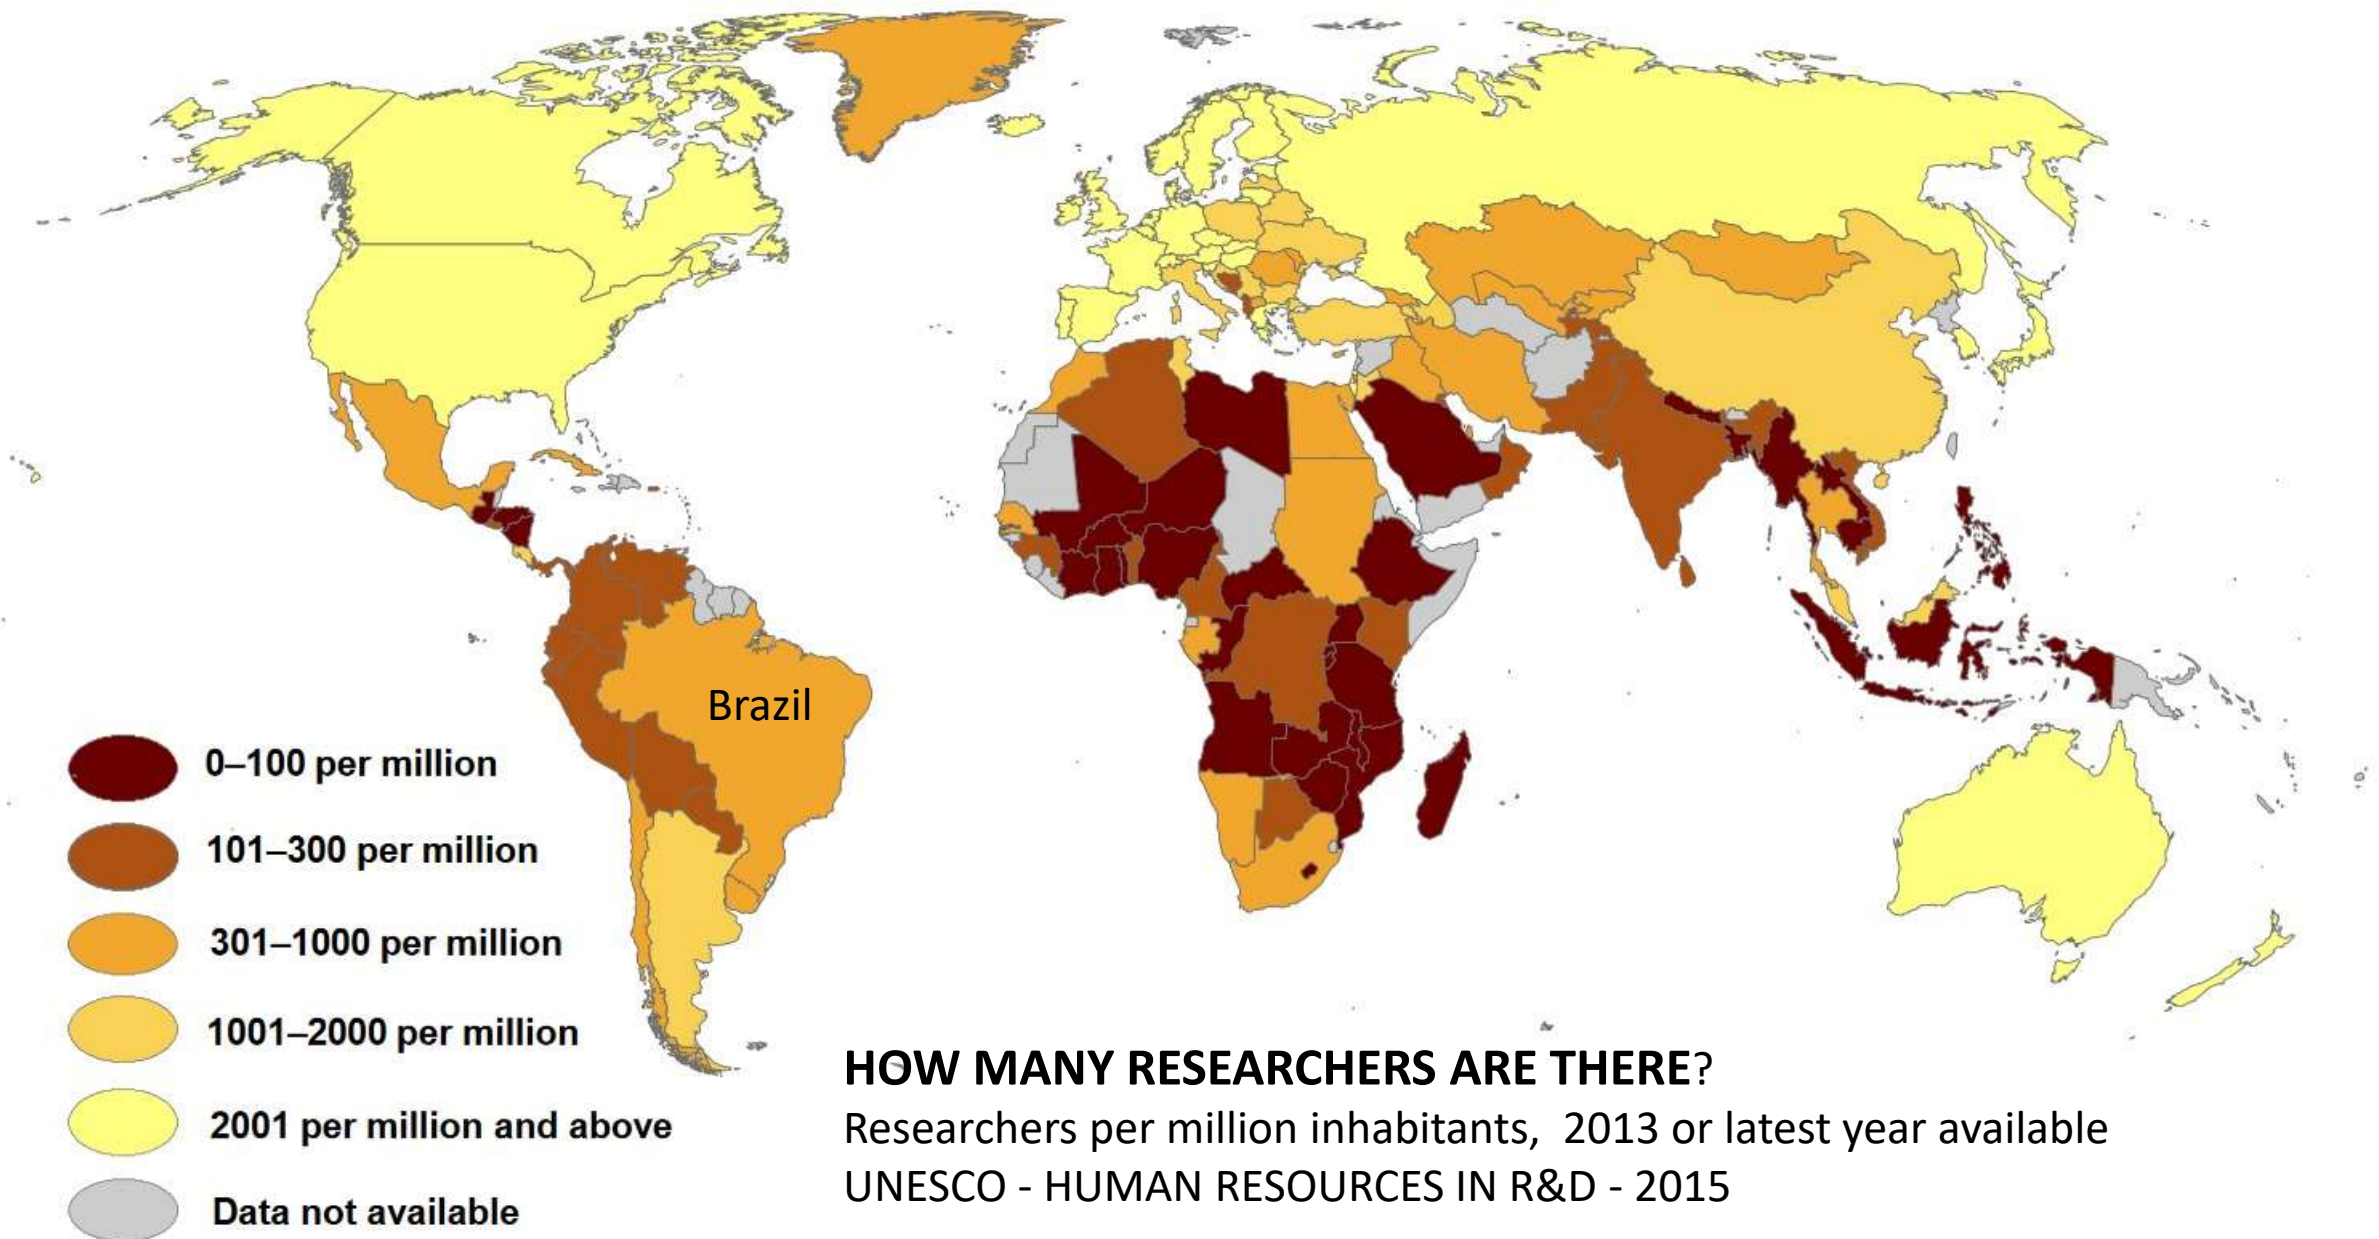 Brazil
0–100 per million
101–300 per million
301–1000 per million
1001–2000 per million
2001 per million and above
Data not available
HOW MANY RESEARCHERS ARE THERE?
Researchers per million inhabitants,  2013 or latest year available
UNESCO - HUMAN RESOURCES IN R&D - 2015